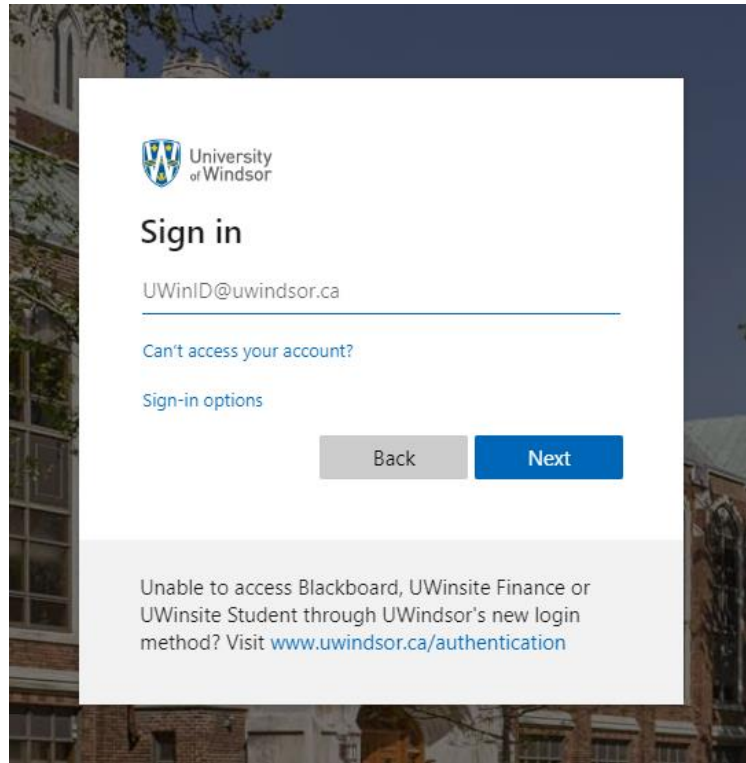 University
of Windsor
Sign in
UWinID@uwindsor.ca
Can't access your account?
Sign-in options
Back
Next
Unable to access Blackboard, UWinsite Finance or
UWinsite Student through UWindsor's new login
method? Visit www.uwindsor.ca/authentication